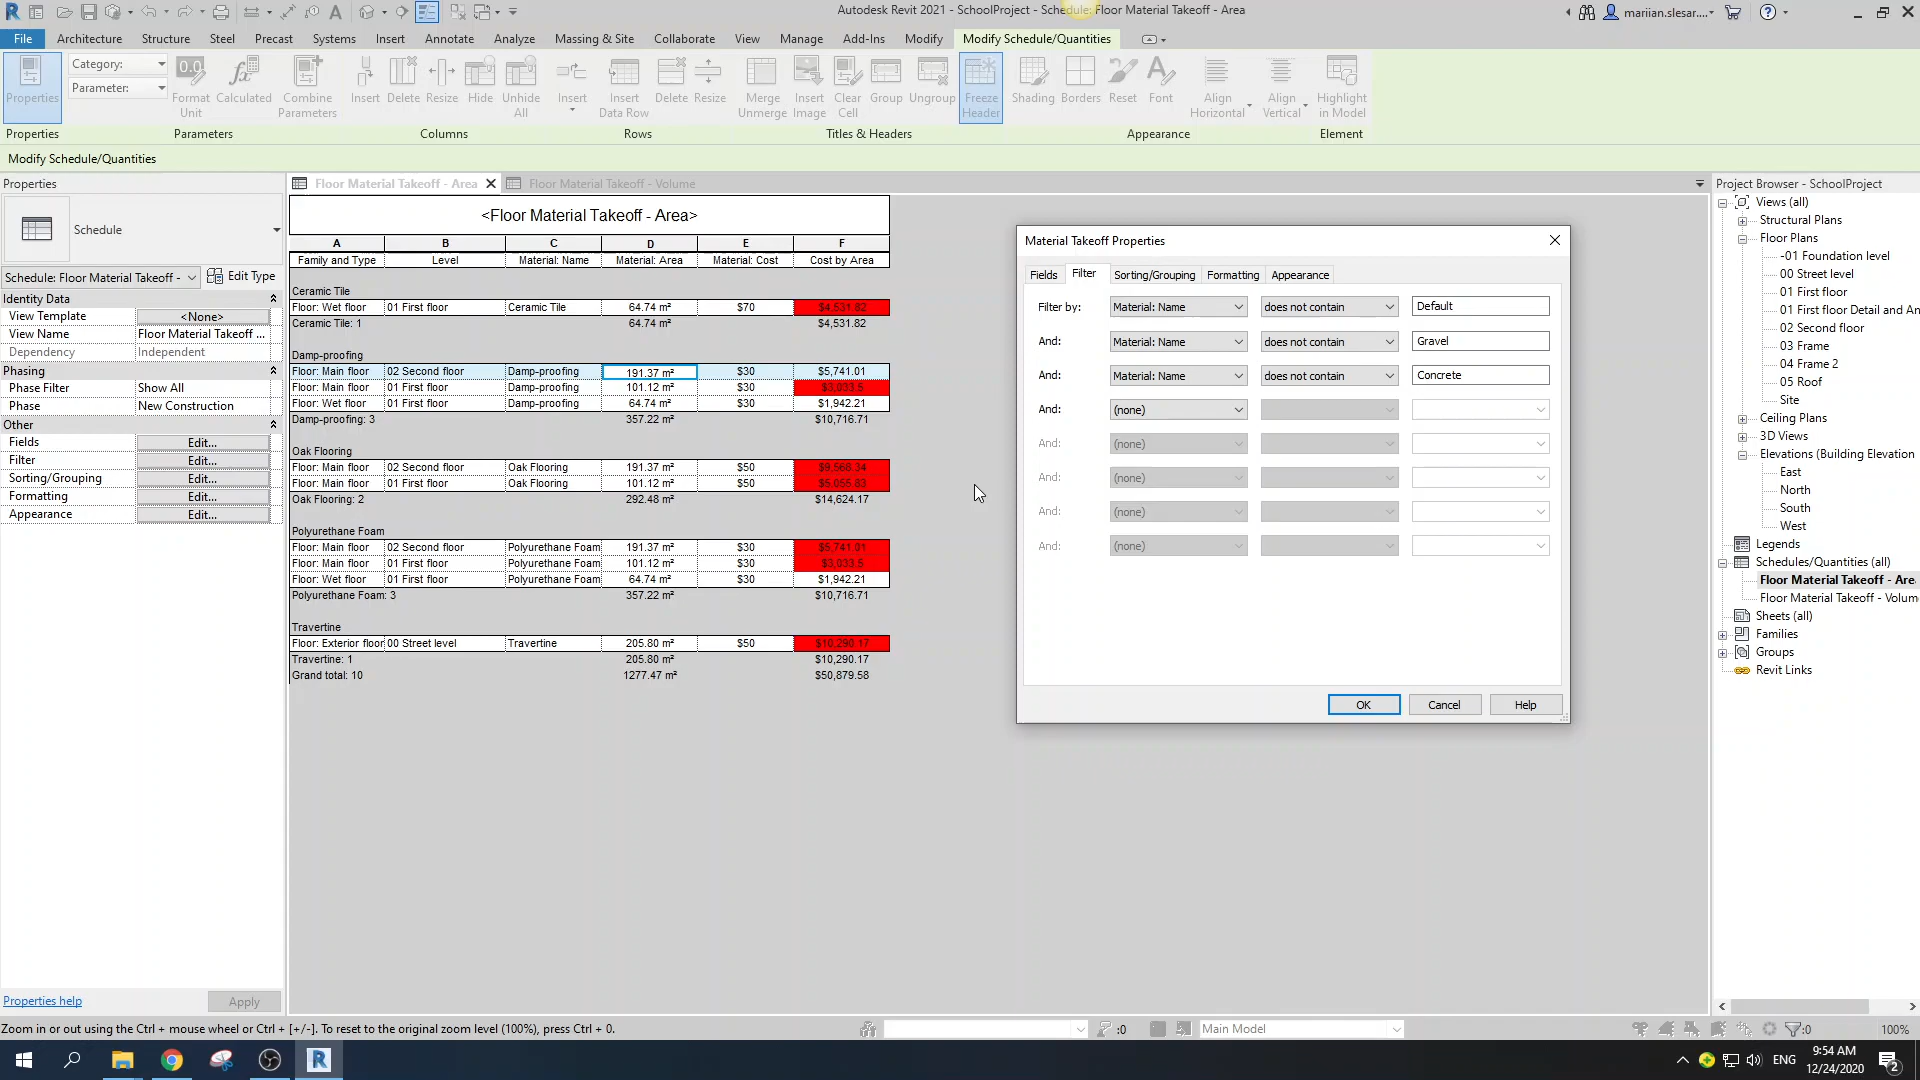 Autodesk Revit 2021 - SchoolProject - Schedule: Floor Material Takeoff - Area
mariian.slesar...
File Architecture Structure Steel Precast Systems Insert Annotate Analyze Massing & Site Collaborate View Manage Add-Ins Modify Modify Schedule/Quantities
Category:
Parameter:
Properties
Format Unit
Calculated
Combine Parameters
Insert Delete Resize Hide Unhide All
Insert
Insert Data Row
Delete Resize
Merge Unmerge
Insert Image
Clear Cell
Group Ungroup
Freeze Header
Shading Borders Reset Font
Align Horizontal
Align Vertical
Highlight in Model
Properties Parameters Columns Rows Titles & Headers Appearance Element
Modify Schedule/Quantities
Properties
Schedule
Schedule: Floor Material Takeoff - Edit Type
Identity Data
View Template <None>
View Name Floor Material Takeoff ...
Dependency Independent
Phasing
Phase Filter Show All
Phase New Construction
Other
Fields Edit...
Filter Edit...
Sorting/Grouping Edit...
Formatting Edit...
Appearance Edit...
Properties help Apply
Floor Material Takeoff - Area Floor Material Takeoff - Volume
<Floor Material Takeoff - Area>
A B C D E F
Family and Type Level Material: Name Material: Area Material: Cost Cost by Area
Ceramic Tile
Floor: Wet floor 01 First floor Ceramic Tile 64.74 m² $70 $4,531.82
Ceramic Tile: 1 64.74 m² $4,531.82
Damp-proofing
Floor: Main floor 02 Second floor Damp-proofing 191.37 m² $30 $5,741.01
Floor: Main floor 01 First floor Damp-proofing 101.12 m² $30 $3,033.5
Floor: Wet floor 01 First floor Damp-proofing 64.74 m² $30 $1,942.21
Damp-proofing: 3 357.22 m² $10,716.71
Oak Flooring
Floor: Main floor 02 Second floor Oak Flooring 191.37 m² $50 $9,568.34
Floor: Main floor 01 First floor Oak Flooring 101.12 m² $50 $5,055.83
Oak Flooring: 2 292.48 m² $14,624.17
Polyurethane Foam
Floor: Main floor 02 Second floor Polyurethane Foam 191.37 m² $30 $5,741.01
Floor: Main floor 01 First floor Polyurethane Foam 101.12 m² $30 $3,033.5
Floor: Wet floor 01 First floor Polyurethane Foam 64.74 m² $30 $1,942.21
Polyurethane Foam: 3 357.22 m² $10,716.71
Travertine
Floor: Exterior floor 00 Street level Travertine 205.80 m² $50 $10,290.17
Travertine: 1 205.80 m² $10,290.17
Grand total: 10 1277.47 m² $50,879.58
Material Takeoff Properties
Fields Filter Sorting/Grouping Formatting Appearance
Filter by: Material: Name does not contain Default
And: Material: Name does not contain Gravel
And: Material: Name does not contain Concrete
And: (none)
And: (none)
And: (none)
And: (none)
And: (none)
OK Cancel Help
Project Browser - SchoolProject
Views (all)
Structural Plans
Floor Plans
-01 Foundation level
00 Street level
01 First floor
01 First floor Detail and An
02 Second floor
03 Frame
04 Frame 2
05 Roof
Site
Ceiling Plans
3D Views
Elevations (Building Elevation
East
North
South
West
Legends
Schedules/Quantities (all)
Floor Material Takeoff - Are
Floor Material Takeoff - Volum
Sheets (all)
Families
Groups
Revit Links
Zoom in or out using the Ctrl + mouse wheel or Ctrl + [+/-]. To reset to the original zoom level (100%), press Ctrl + 0.
:0 Main Model :0 100%
ENG
9:54 AM
12/24/2020
2